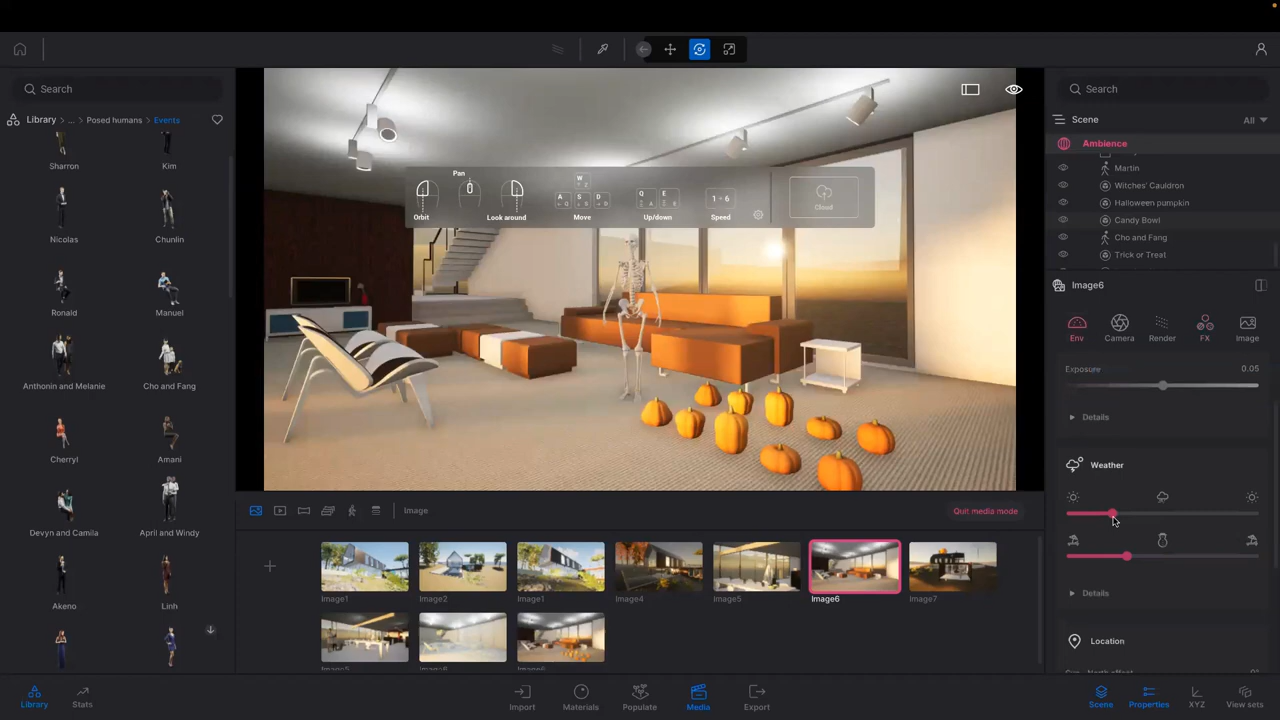 Search
Library > ... > Posed humans > Events
Sharron
Kim
Nicolas
Chunlin
Ronald
Manuel
Anthonin and Melanie
Cho and Fang
Cherryl
Amani
Devyn and Camila
April and Windy
Akeno
Linh
Pan
Orbit
Look around
W
A S D
Move
Q E
Up/down
1 - 6
Speed
Cloud
Image
Quit media mode
Image1
Image2
Image1
Image4
Image5
Image6
Image7
Search
Scene
All
Ambience
Martin
Witches' Cauldron
Halloween pumpkin
Candy Bowl
Cho and Fang
Trick or Treat
Image6
Env
Camera
Render
FX
Image
Exposure
0.05
Details
Weather
Details
Location
Library
Stats
Import
Materials
Populate
Media
Export
Scene
Properties
XYZ
View sets